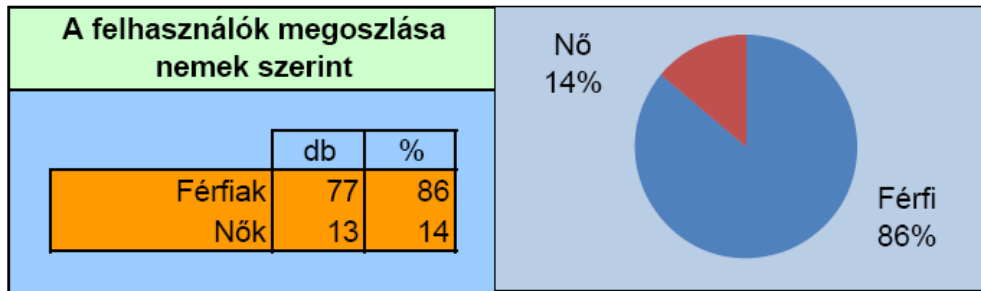 A felhasználók megoszlása
nemek szerint
db %
Férfiak 77 86
Nők 13 14
Nő
14%
Férfi
86%